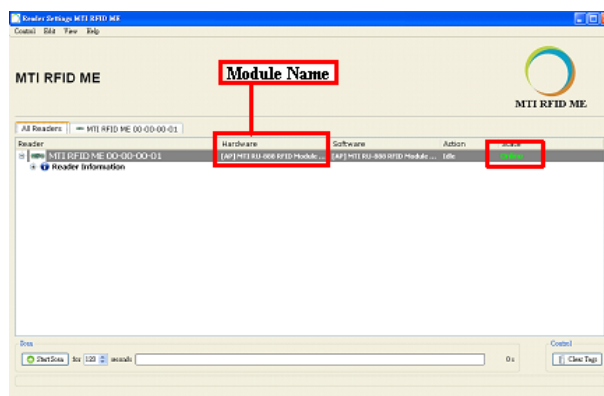 Reader Settings MTI RFID ME
Control Edit View Help
MTI RFID ME
Module Name
MTI RFID ME
All Readers MTI RFID ME 00-00-00-01
Reader Hardware Software Action State
MTI RFID ME 00-00-00-01 [AP] MTI RU-888 RFID Module ... [AP] MTI RU-888 RFID Module ... Idle
Reader Information
Scan Control
Start Scan for 120 seconds 0 s Clear Tags